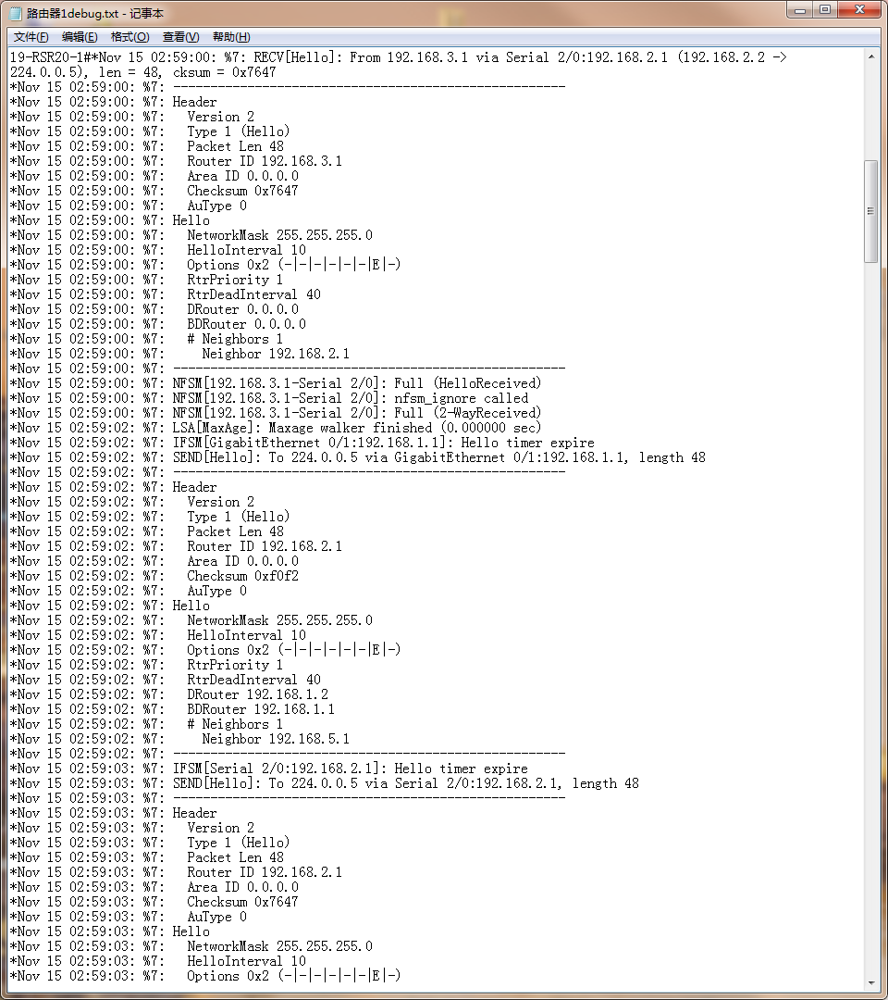 路由器1debug.txt - 记事本
文件(F) 编辑(E) 格式(O) 查看(V) 帮助(H)
19-RSR20-1#*Nov 15 02:59:00: %7: RECV[Hello]: From 192.168.3.1 via Serial 2/0:192.168.2.1 (192.168.2.2 ->
224.0.0.5), len = 48, cksum = 0x7647
*Nov 15 02:59:00: %7: -----------------------------------------------------
*Nov 15 02:59:00: %7: Header
*Nov 15 02:59:00: %7:   Version 2
*Nov 15 02:59:00: %7:   Type 1 (Hello)
*Nov 15 02:59:00: %7:   Packet Len 48
*Nov 15 02:59:00: %7:   Router ID 192.168.3.1
*Nov 15 02:59:00: %7:   Area ID 0.0.0.0
*Nov 15 02:59:00: %7:   Checksum 0x7647
*Nov 15 02:59:00: %7:   AuType 0
*Nov 15 02:59:00: %7: Hello
*Nov 15 02:59:00: %7:   NetworkMask 255.255.255.0
*Nov 15 02:59:00: %7:   HelloInterval 10
*Nov 15 02:59:00: %7:   Options 0x2 (-|-|-|-|-|-|E|-)
*Nov 15 02:59:00: %7:   RtrPriority 1
*Nov 15 02:59:00: %7:   RtrDeadInterval 40
*Nov 15 02:59:00: %7:   DRouter 0.0.0.0
*Nov 15 02:59:00: %7:   BDRouter 0.0.0.0
*Nov 15 02:59:00: %7:   # Neighbors 1
*Nov 15 02:59:00: %7:     Neighbor 192.168.2.1
*Nov 15 02:59:00: %7: -----------------------------------------------------
*Nov 15 02:59:00: %7: NFSM[192.168.3.1-Serial 2/0]: Full (HelloReceived)
*Nov 15 02:59:00: %7: NFSM[192.168.3.1-Serial 2/0]: nfsm_ignore called
*Nov 15 02:59:00: %7: NFSM[192.168.3.1-Serial 2/0]: Full (2-WayReceived)
*Nov 15 02:59:02: %7: LSA[MaxAge]: Maxage walker finished (0.000000 sec)
*Nov 15 02:59:02: %7: IFSM[GigabitEthernet 0/1:192.168.1.1]: Hello timer expire
*Nov 15 02:59:02: %7: SEND[Hello]: To 224.0.0.5 via GigabitEthernet 0/1:192.168.1.1, length 48
*Nov 15 02:59:02: %7: -----------------------------------------------------
*Nov 15 02:59:02: %7: Header
*Nov 15 02:59:02: %7:   Version 2
*Nov 15 02:59:02: %7:   Type 1 (Hello)
*Nov 15 02:59:02: %7:   Packet Len 48
*Nov 15 02:59:02: %7:   Router ID 192.168.2.1
*Nov 15 02:59:02: %7:   Area ID 0.0.0.0
*Nov 15 02:59:02: %7:   Checksum 0xf0f2
*Nov 15 02:59:02: %7:   AuType 0
*Nov 15 02:59:02: %7: Hello
*Nov 15 02:59:02: %7:   NetworkMask 255.255.255.0
*Nov 15 02:59:02: %7:   HelloInterval 10
*Nov 15 02:59:02: %7:   Options 0x2 (-|-|-|-|-|-|E|-)
*Nov 15 02:59:02: %7:   RtrPriority 1
*Nov 15 02:59:02: %7:   RtrDeadInterval 40
*Nov 15 02:59:02: %7:   DRouter 192.168.1.2
*Nov 15 02:59:02: %7:   BDRouter 192.168.1.1
*Nov 15 02:59:02: %7:   # Neighbors 1
*Nov 15 02:59:02: %7:     Neighbor 192.168.5.1
*Nov 15 02:59:02: %7: -----------------------------------------------------
*Nov 15 02:59:03: %7: IFSM[Serial 2/0:192.168.2.1]: Hello timer expire
*Nov 15 02:59:03: %7: SEND[Hello]: To 224.0.0.5 via Serial 2/0:192.168.2.1, length 48
*Nov 15 02:59:03: %7: -----------------------------------------------------
*Nov 15 02:59:03: %7: Header
*Nov 15 02:59:03: %7:   Version 2
*Nov 15 02:59:03: %7:   Type 1 (Hello)
*Nov 15 02:59:03: %7:   Packet Len 48
*Nov 15 02:59:03: %7:   Router ID 192.168.2.1
*Nov 15 02:59:03: %7:   Area ID 0.0.0.0
*Nov 15 02:59:03: %7:   Checksum 0x7647
*Nov 15 02:59:03: %7:   AuType 0
*Nov 15 02:59:03: %7: Hello
*Nov 15 02:59:03: %7:   NetworkMask 255.255.255.0
*Nov 15 02:59:03: %7:   HelloInterval 10
*Nov 15 02:59:03: %7:   Options 0x2 (-|-|-|-|-|-|E|-)